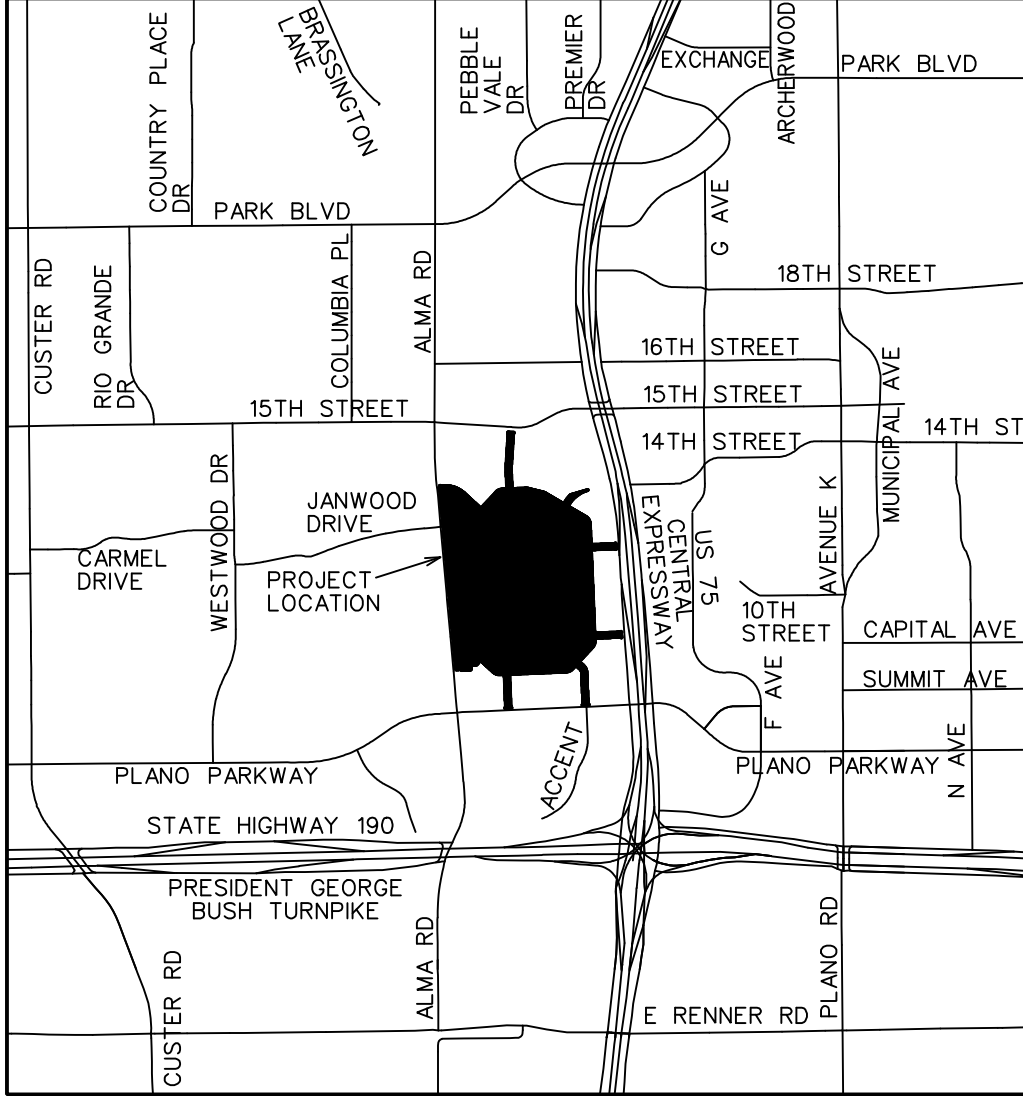 COUNTRY PLACE
DR
BRASSINGTON
LANE
PEBBLE
VALE
DR
PREMIER
DR
EXCHANGE
ARCHERWOOD
PARK BLVD
PARK BLVD
G AVE
CUSTER RD
RIO GRANDE
DR
COLUMBIA PL
ALMA RD
18TH STREET
16TH STREET
MUNICIPAL AVE
15TH STREET
15TH STREET
14TH STREET
14TH ST
WESTWOOD DR
JANWOOD
DRIVE
CARMEL
DRIVE
PROJECT
LOCATION
US 75
CENTRAL
EXPRESSWAY
AVENUE K
10TH
STREET
CAPITAL AVE
SUMMIT AVE
F AVE
N AVE
ACCENT
PLANO PARKWAY
PLANO PARKWAY
STATE HIGHWAY 190
PRESIDENT GEORGE
BUSH TURNPIKE
CUSTER RD
ALMA RD
PLANO RD
E RENNER RD